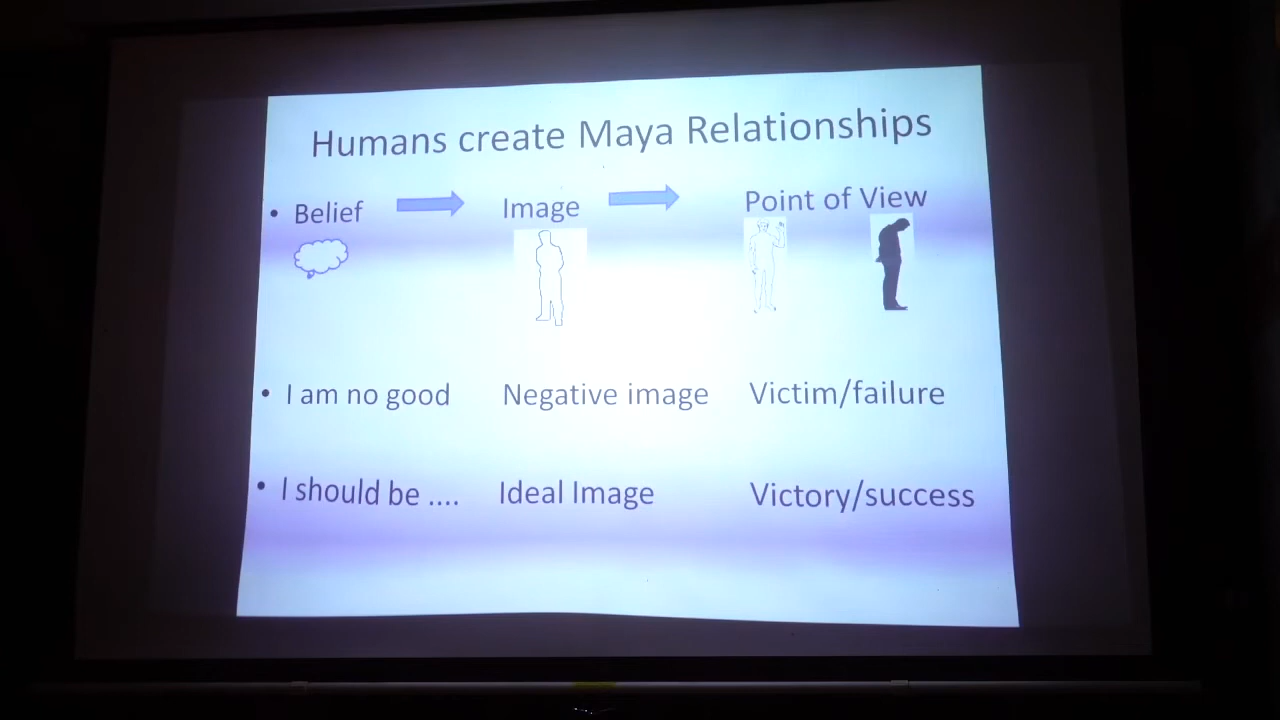 Humans create Maya Relationships
• Belief Image Point of View
• I am no good Negative image Victim/failure
• I should be .... Ideal Image Victory/success